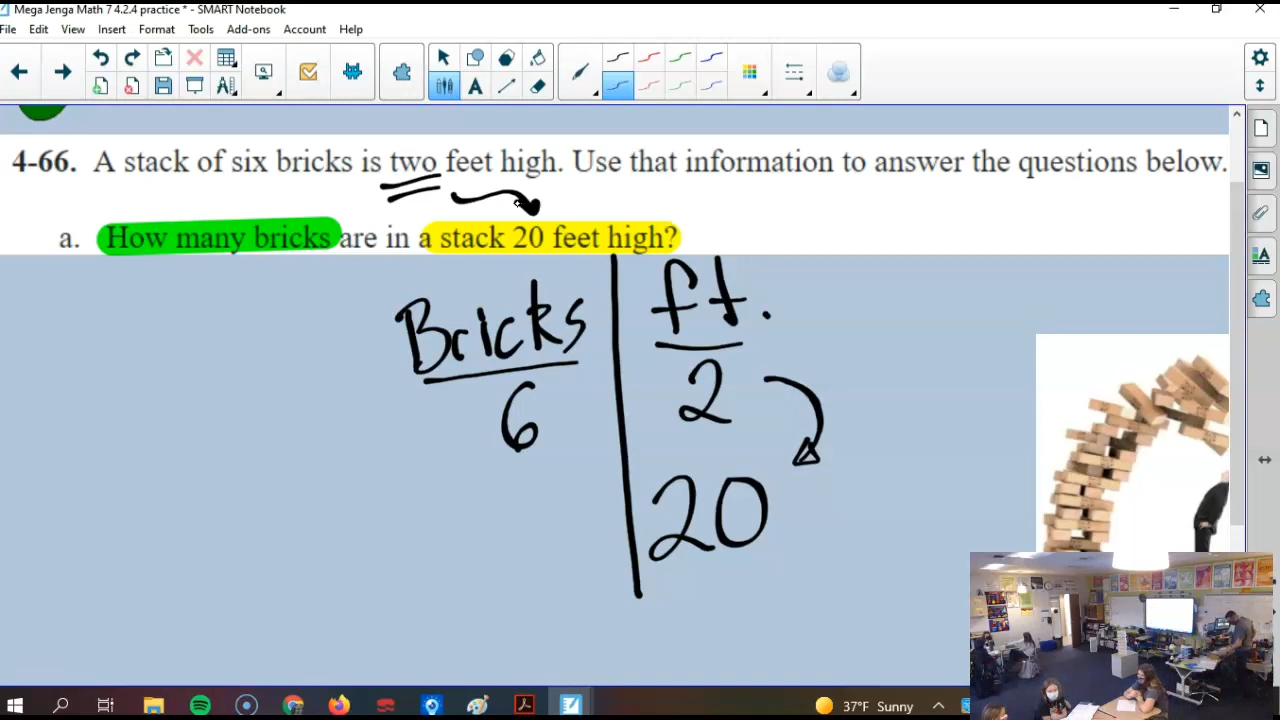 Mega Jenga Math 7 4.2.4 practice * - SMART Notebook
File Edit View Insert Format Tools Add-ons Account Help
4-66. A stack of six bricks is two feet high. Use that information to answer the questions below.
a. How many bricks are in a stack 20 feet high?
Bricks ft.
6 2
20
37°F Sunny